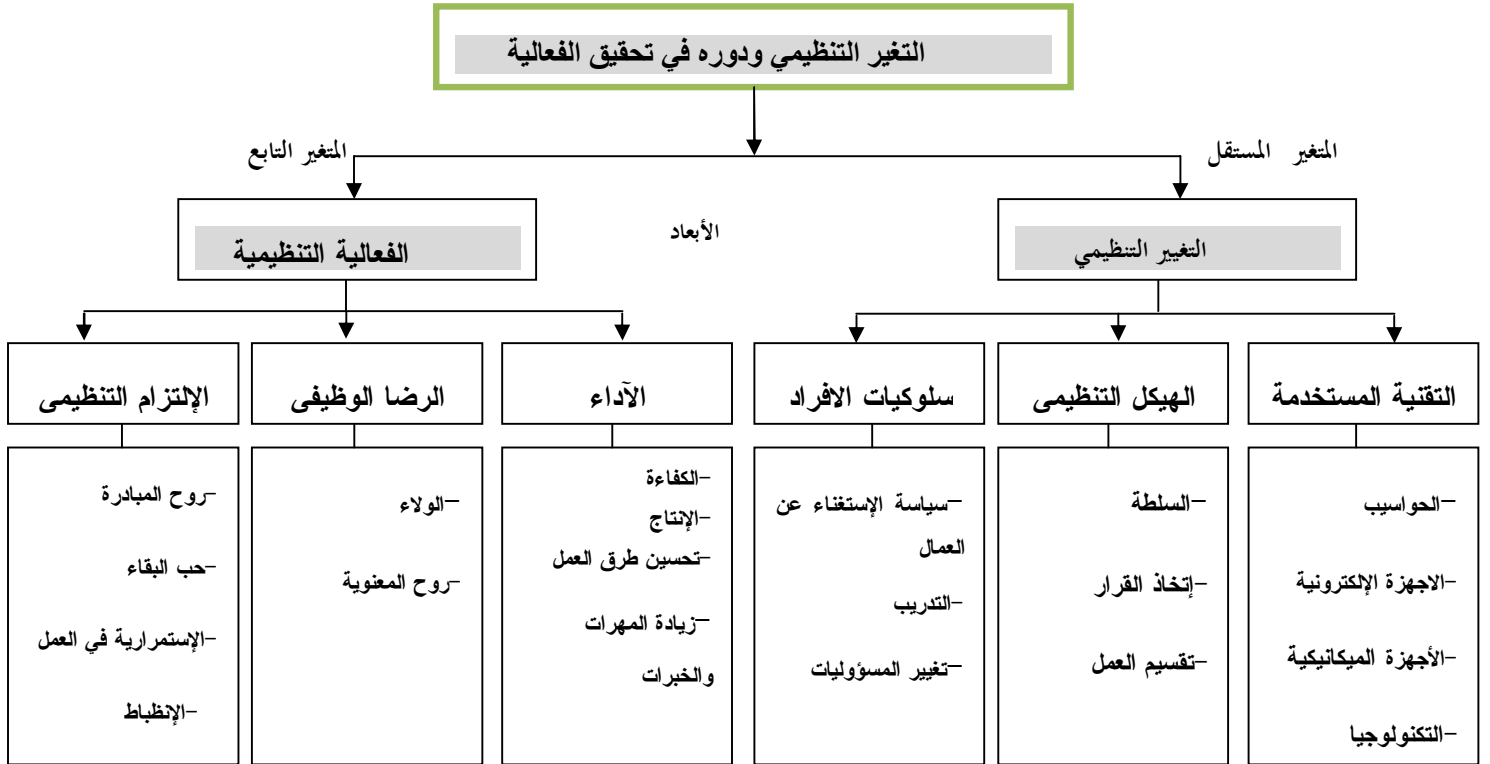 التغير التنظيمي ودوره في تحقيق الفعالية
المتغير المستقل
المتغير التابع
الأبعاد
التغيير التنظيمي
الفعالية التنظيمية
التقنية المستخدمة
الهيكل التنظيمى
سلوكيات الافراد
الآداء
الرضا الوظيفى
الإلتزام التنظيمى
-الحواسيب
-الاجهزة الإلكترونية
-الأجهزة الميكانيكية
-التكنولوجيا
-السلطة
-إتخاذ القرار
-تقسيم العمل
-سياسة الإستغناء عن
العمال
-التدريب
-تغيير المسؤوليات
-الكفاءة
-الإنتاج
-تحسين طرق العمل
-زيادة المهرات
والخبرات
-الولاء
-روح المعنوية
-روح المبادرة
-حب البقاء
-الإستمرارية في العمل
-الإنظباط